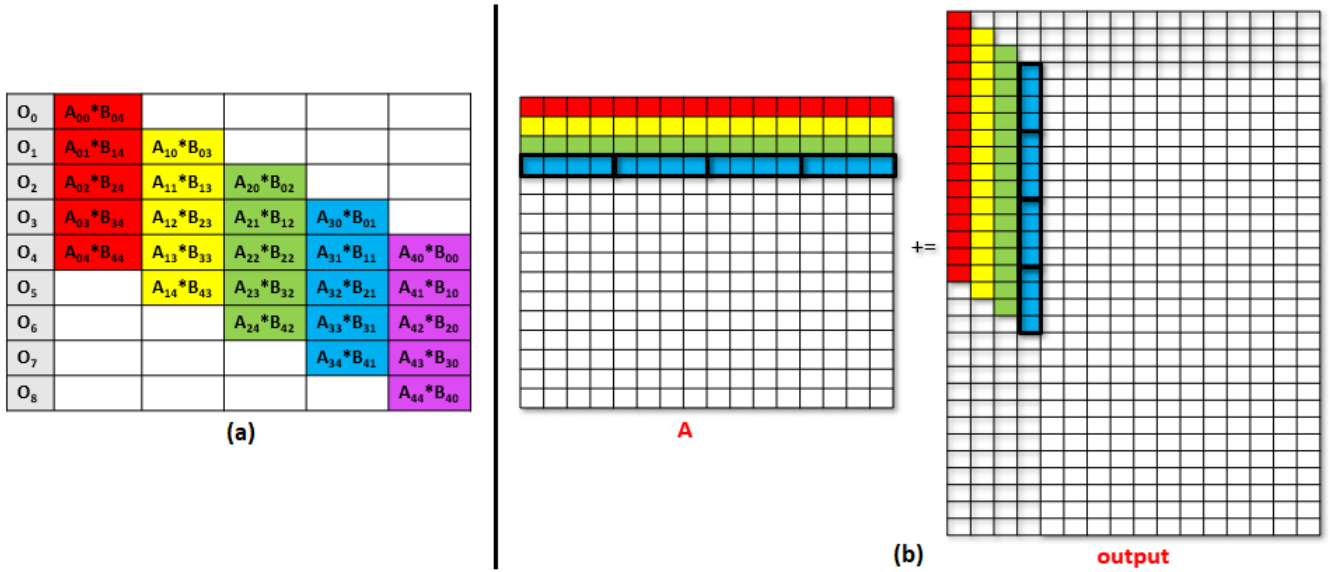 O0 A00*B04
O1 A01*B14 A10*B03
O2 A02*B24 A11*B13 A20*B02
O3 A03*B34 A12*B23 A21*B12 A30*B01
O4 A04*B44 A13*B33 A22*B22 A31*B11 A40*B00
O5 A14*B43 A23*B32 A32*B21 A41*B10
O6 A24*B42 A33*B31 A42*B20
O7 A34*B41 A43*B30
O8 A44*B40
(a)
A
+=
output
(b)